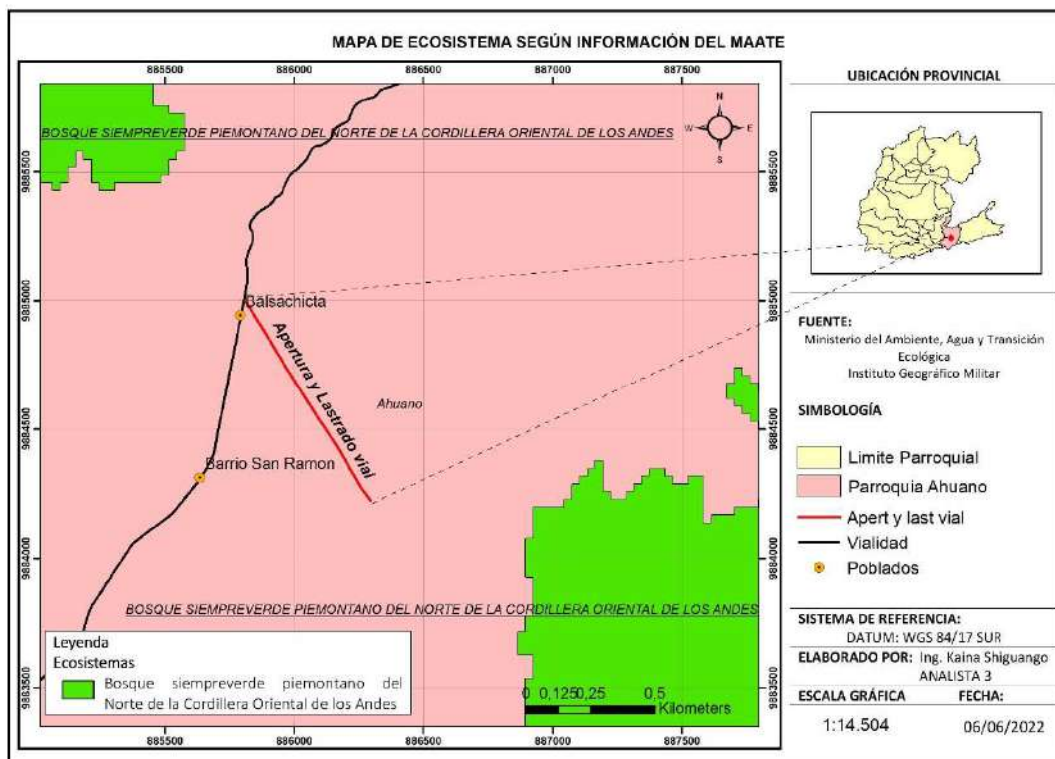 MAPA DE ECOSISTEMA SEGÚN INFORMACIÓN DEL MAATE
885500 886000 886500 887000 887500
BOSQUE SIEMPREVERDE PIEMONTANO DEL NORTE DE LA CORDILLERA ORIENTAL DE LOS ANDES
N
W E
S
9885500 9885500
9885000 9885000
Balsachicta
Apertura y Lastrado vial
Ahuano
9884500 9884500
Barrio San Ramon
9884000 9884000
BOSQUE SIEMPREVERDE PIEMONTANO DEL NORTE DE LA CORDILLERA ORIENTAL DE LOS ANDES
9883500 9883500
Leyenda
Ecosistemas
Bosque siempreverde piemontano del
Norte de la Cordillera Oriental de los Andes
0 0,125 0,25 0,5
Kilometers
885500 886000 886500 887000 887500
UBICACIÓN PROVINCIAL
FUENTE:
Ministerio del Ambiente, Agua y Transición
Ecológica
Instituto Geográfico Militar
SIMBOLOGÍA
Limite Parroquial
Parroquia Ahuano
Apert y last vial
Vialidad
Poblados
SISTEMA DE REFERENCIA:
DATUM: WGS 84/17 SUR
ELABORADO POR: Ing. Kaina Shiguango
ANALISTA 3
ESCALA GRÁFICA FECHA:
1:14.504 06/06/2022